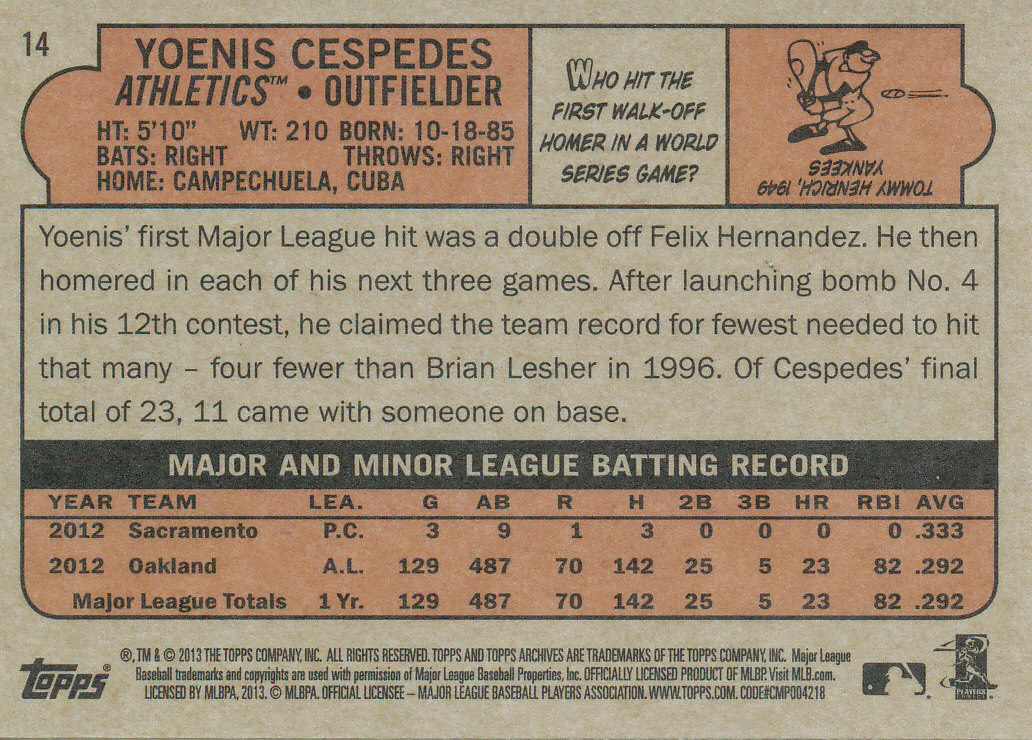 14
YOENIS CESPEDES
ATHLETICS™ • OUTFIELDER
HT: 5'10" WT: 210 BORN: 10-18-85
BATS: RIGHT THROWS: RIGHT
HOME: CAMPECHUELA, CUBA
WHO HIT THE
FIRST WALK-OFF
HOMER IN A WORLD
SERIES GAME?
TOMMY HENRICH, 1949
YANKEES
Yoenis' first Major League hit was a double off Felix Hernandez. He then
homered in each of his next three games. After launching bomb No. 4
in his 12th contest, he claimed the team record for fewest needed to hit
that many – four fewer than Brian Lesher in 1996. Of Cespedes' final
total of 23, 11 came with someone on base.
MAJOR AND MINOR LEAGUE BATTING RECORD
YEAR TEAM LEA. G AB R H 2B 3B HR RBI AVG
2012 Sacramento P.C. 3 9 1 3 0 0 0 0 .333
2012 Oakland A.L. 129 487 70 142 25 5 23 82 .292
Major League Totals 1 Yr. 129 487 70 142 25 5 23 82 .292
Topps®
®, TM & © 2013 THE TOPPS COMPANY, INC. ALL RIGHTS RESERVED. TOPPS AND TOPPS ARCHIVES ARE TRADEMARKS OF THE TOPPS COMPANY, INC. Major League
Baseball trademarks and copyrights are used with permission of Major League Baseball Properties, Inc. OFFICIALLY LICENSED PRODUCT OF MLBP. Visit MLB.com.
LICENSED BY MLBPA, 2013. © MLBPA. OFFICIAL LICENSEE – MAJOR LEAGUE BASEBALL PLAYERS ASSOCIATION. WWW.TOPPS.COM. CODE#CMP004218
PLAYERS